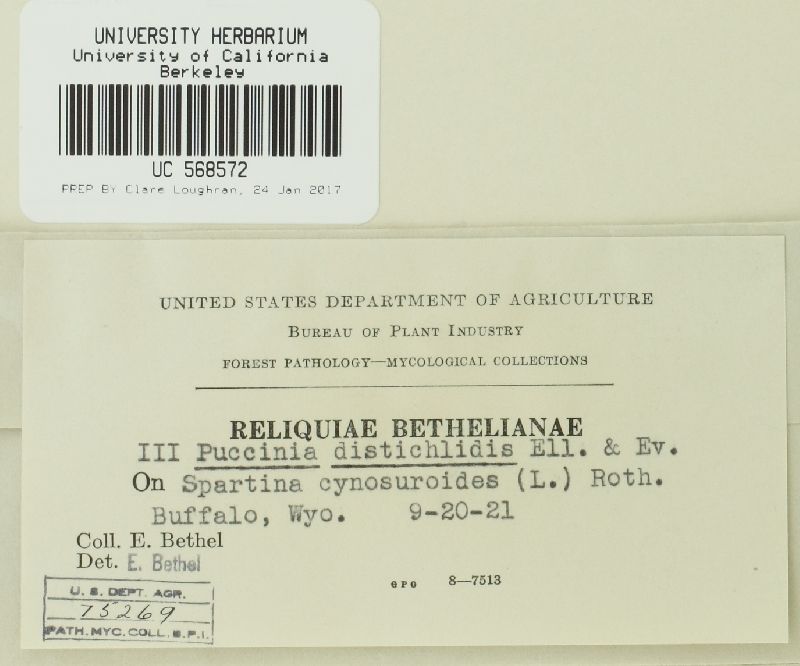 UNIVERSITY HERBARIUM
University of California
Berkeley
UC 568572
PREP BY Clare Loughran, 24 Jan 2017
UNITED STATES DEPARTMENT OF AGRICULTURE
BUREAU OF PLANT INDUSTRY
FOREST PATHOLOGY—MYCOLOGICAL COLLECTIONS
RELIQUIAE BETHELIANAE
III Puccinia distichlidis Ell. & Ev.
On Spartina cynosuroides (L.) Roth.
Buffalo, Wyo. 9-20-21
Coll. E. Bethel
Det. E. Bethel
GPO 8—7513
U. S. DEPT. AGR.
75269
PATH. MYC. COLL. B.P.I.